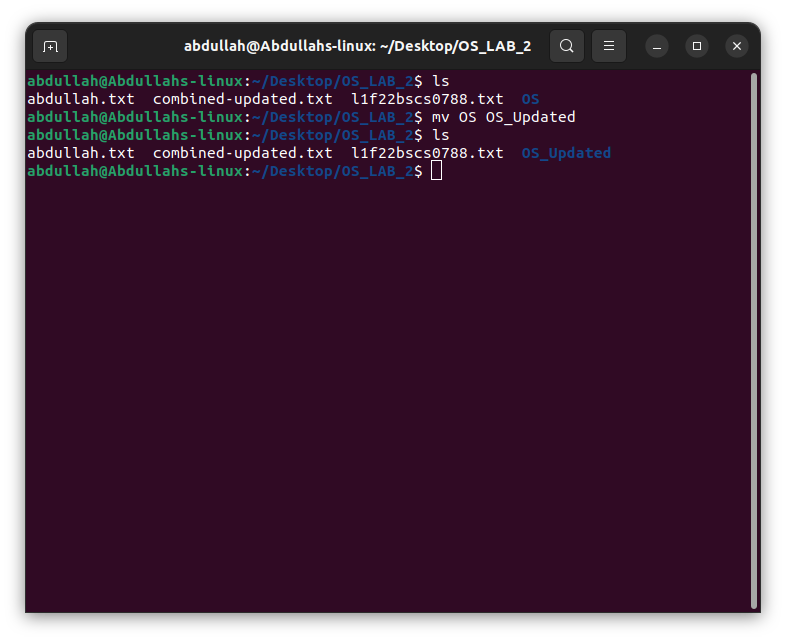 abdullah@Abdullahs-linux: ~/Desktop/OS_LAB_2
abdullah@Abdullahs-linux:~/Desktop/OS_LAB_2$ ls
abdullah.txt  combined-updated.txt  l1f22bscs0788.txt  OS
abdullah@Abdullahs-linux:~/Desktop/OS_LAB_2$ mv OS OS_Updated
abdullah@Abdullahs-linux:~/Desktop/OS_LAB_2$ ls
abdullah.txt  combined-updated.txt  l1f22bscs0788.txt  OS_Updated
abdullah@Abdullahs-linux:~/Desktop/OS_LAB_2$